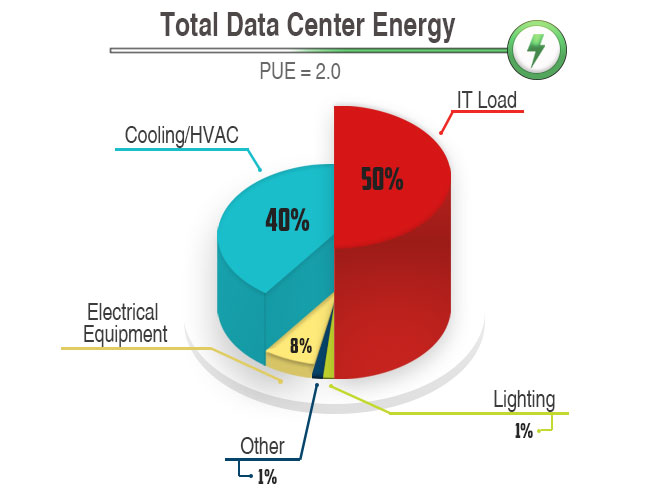 Total Data Center Energy
PUE = 2.0
IT Load
Cooling/HVAC
50%
40%
Electrical
Equipment
8%
Lighting
1%
Other
1%